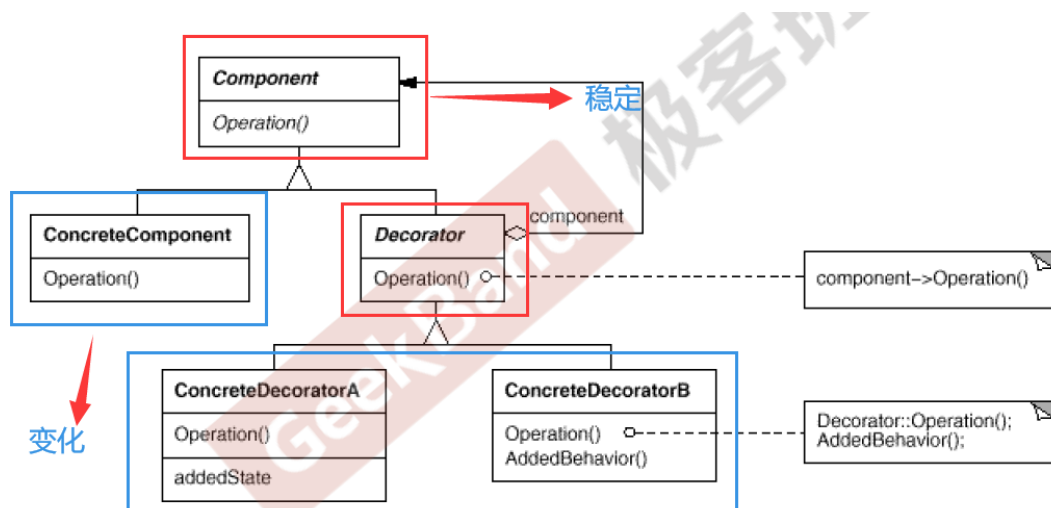 Component
Operation()
稳定
component
ConcreteComponent
Operation()
Decorator
Operation()
component->Operation()
变化
ConcreteDecoratorA
Operation()
addedState
ConcreteDecoratorB
Operation()
AddedBehavior()
Decorator::Operation();
AddedBehavior();
GeekBand
极客班